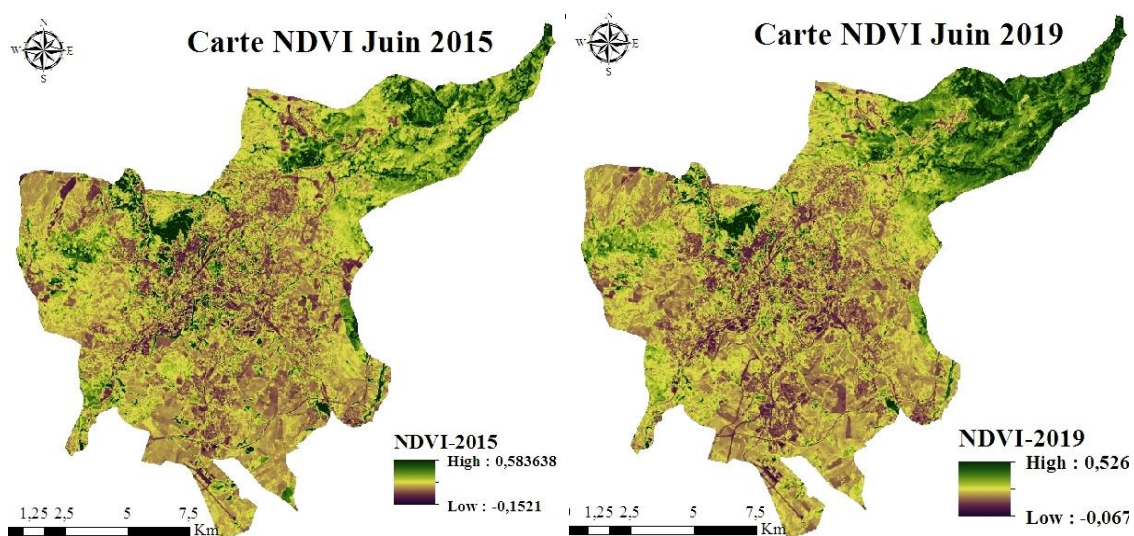 N
W E
S
Carte NDVI Juin 2015
NDVI-2015
High : 0,583638
Low : -0,1521
1,25 2,5 5 7,5
Km
N
W E
S
Carte NDVI Juin 2019
NDVI-2019
High : 0,526
Low : -0,067
0 1,25 2,5 5 7,5
Km